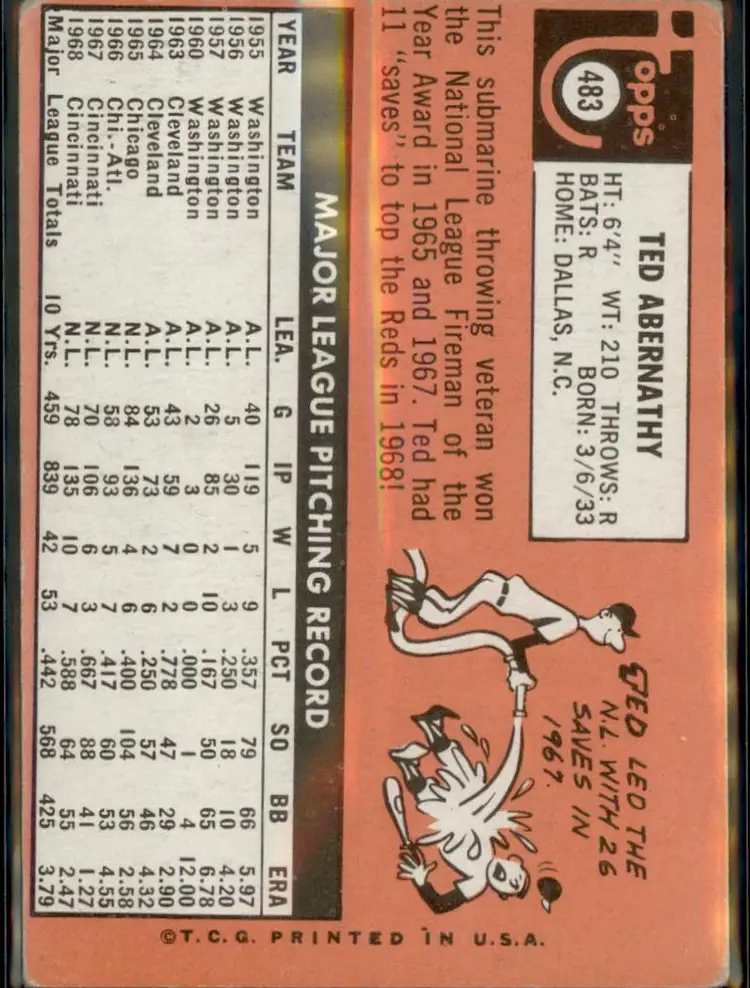 Topps
483
TED ABERNATHY
HT: 6'4" WT: 210 THROWS: R
BATS: R BORN: 3/6/33
HOME: DALLAS, N.C.
This submarine throwing veteran won
the National League Fireman of the
Year Award in 1965 and 1967. Ted had
11 "saves" to top the Reds in 1968!
TED LED THE
N.L. WITH 26
SAVES IN
1967.
MAJOR LEAGUE PITCHING RECORD
YEAR TEAM LEA. G IP W L PCT SO BB ERA
1955 Washington A.L. 40 119 5 9 .357 79 66 5.97
1956 Washington A.L. 5 30 1 3 .250 18 10 4.20
1957 Washington A.L. 26 85 2 10 .167 50 65 6.78
1960 Washington A.L. 2 3 0 0 .000 1 4 12.00
1963 Cleveland A.L. 43 59 7 2 .778 47 29 2.90
1964 Cleveland A.L. 53 73 2 6 .250 57 46 4.32
1965 Chicago N.L. 84 136 4 6 .400 104 56 2.58
1966 Chi.-Atl. N.L. 58 93 5 7 .417 60 53 4.55
1967 Cincinnati N.L. 70 106 6 3 .667 88 41 1.27
1968 Cincinnati N.L. 78 135 10 7 .588 64 55 2.47
Major League Totals 10 Yrs. 459 839 42 53 .442 568 425 3.79
©T.C.G. PRINTED IN U.S.A.